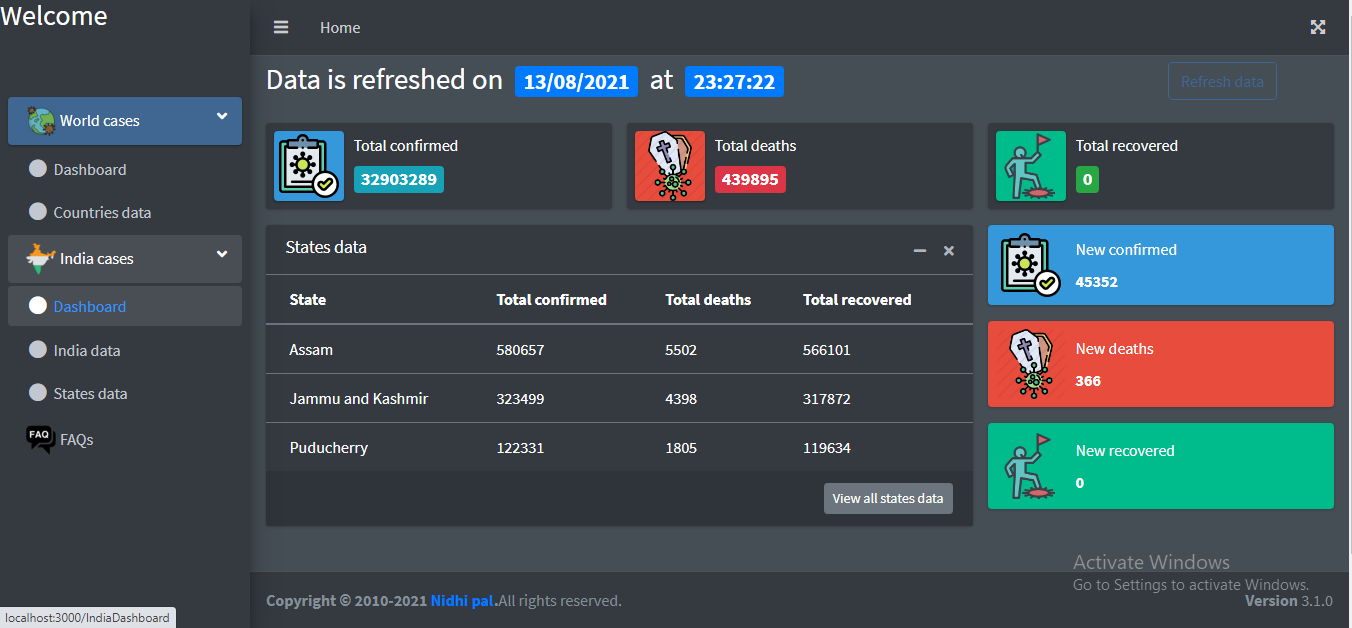 Welcome
Home
Data is refreshed on 13/08/2021 at 23:27:22
Refresh data
World cases
Dashboard
Countries data
India cases
Dashboard
India data
States data
FAQ FAQs
Total confirmed
32903289
Total deaths
439895
Total recovered
0
States data
State Total confirmed Total deaths Total recovered
Assam 580657 5502 566101
Jammu and Kashmir 323499 4398 317872
Puducherry 122331 1805 119634
View all states data
New confirmed
45352
New deaths
366
New recovered
0
Activate Windows
Go to Settings to activate Windows.
Copyright © 2010-2021 Nidhi pal.All rights reserved.
Version 3.1.0
localhost:3000/IndiaDashboard